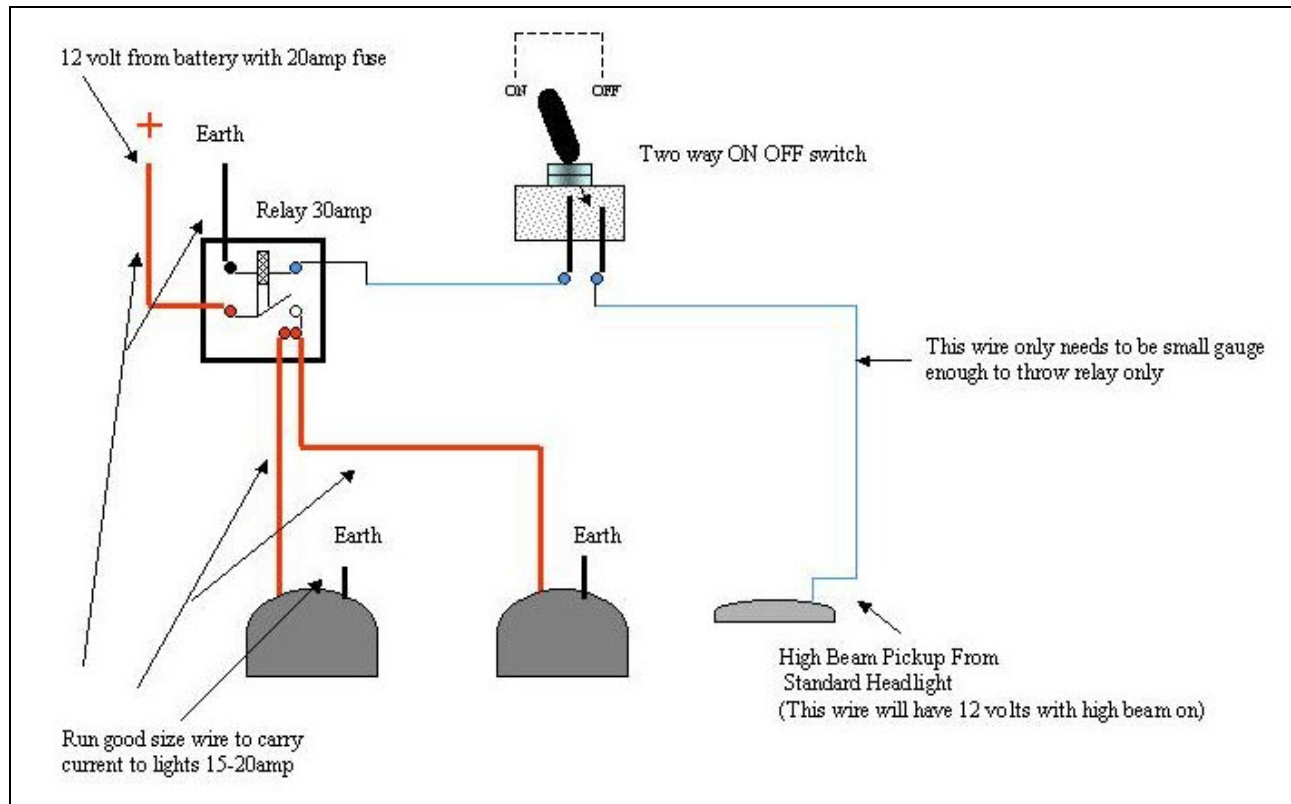 12 volt from battery with 20amp fuse
+
Earth
ON
OFF
Two way ON OFF switch
Relay 30amp
This wire only needs to be small gauge
enough to throw relay only
Earth
Earth
High Beam Pickup From
Standard Headlight
(This wire will have 12 volts with high beam on)
Run good size wire to carry
current to lights 15-20amp